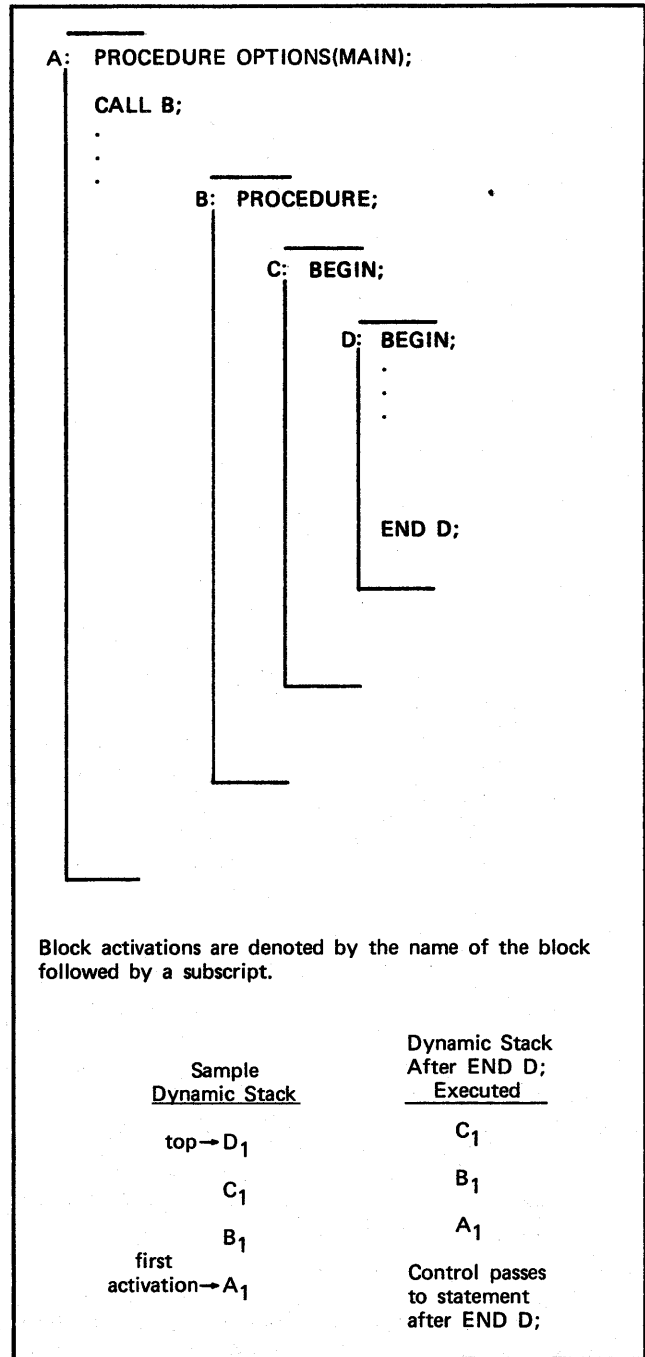 A: PROCEDURE OPTIONS(MAIN);
CALL B;
.
.
.
B: PROCEDURE;
C: BEGIN;
D: BEGIN;
.
.
.
END D;
Block activations are denoted by the name of the block
followed by a subscript.
Sample
Dynamic Stack
top→D₁
C₁
B₁
first
activation→A₁
Dynamic Stack
After END D;
Executed
C₁
B₁
A₁
Control passes
to statement
after END D;